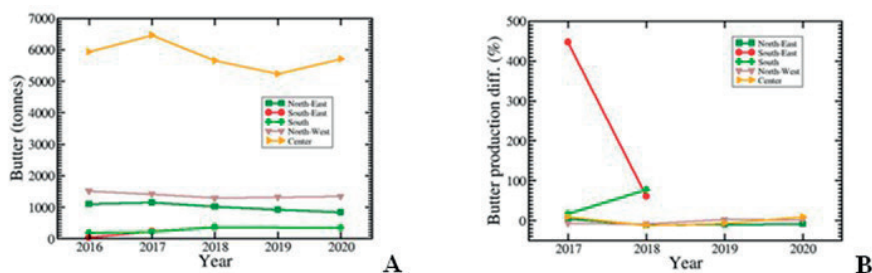 7000
6000
5000
4000
3000
2000
1000
0
Butter (tonnes)
North-East
South-East
South
North-West
Center
2016 2017 2018 2019 2020
Year
A
500
400
300
200
100
0
Butter production diff. (%)
North-East
South-East
South
North-West
Center
2017 2018 2019 2020
Year
B